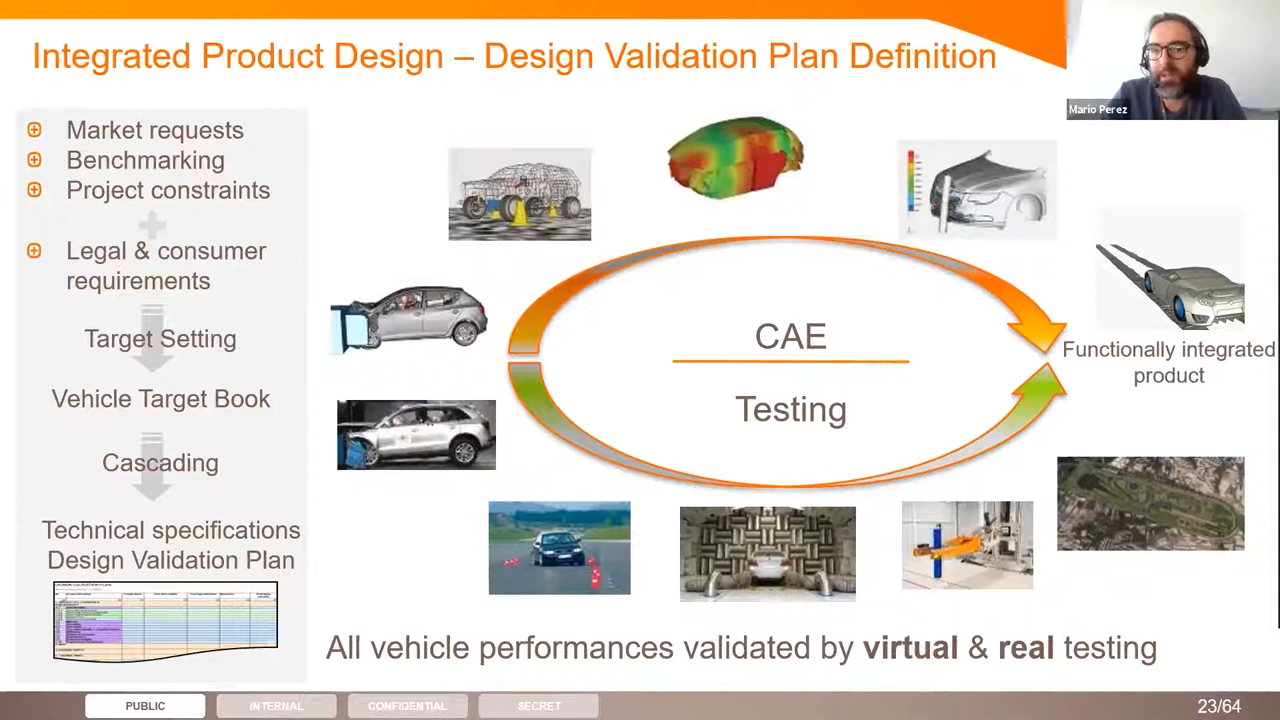 Integrated Product Design – Design Validation Plan Definition
Mario Perez
Market requests
Benchmarking
Project constraints
Legal & consumer
requirements
Target Setting
Vehicle Target Book
Cascading
Technical specifications
Design Validation Plan
CAE
Testing
Functionally integrated
product
All vehicle performances validated by virtual & real testing
PUBLIC
INTERNAL
CONFIDENTIAL
SECRET
23/64